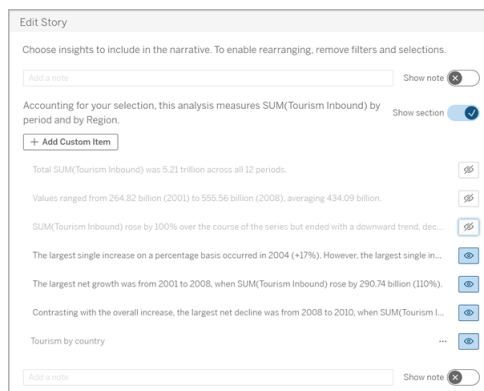 Edit Story
Choose insights to include in the narrative. To enable rearranging, remove filters and selections.
Add a note
Show note
Accounting for your selection, this analysis measures SUM(Tourism Inbound) by
period and by Region.
Show section
+ Add Custom Item
Total SUM(Tourism Inbound) was 5.21 trillion across all 12 periods.
Values ranged from 264.82 billion (2001) to 555.56 billion (2008), averaging 434.09 billion.
SUM(Tourism Inbound) rose by 100% over the course of the series but ended with a downward trend, dec...
The largest single increase on a percentage basis occurred in 2004 (+17%). However, the largest single in...
The largest net growth was from 2001 to 2008, when SUM(Tourism Inbound) rose by 290.74 billion (110%).
Contrasting with the overall increase, the largest net decline was from 2008 to 2010, when SUM(Tourism I...
Tourism by country
...
Add a note
Show note